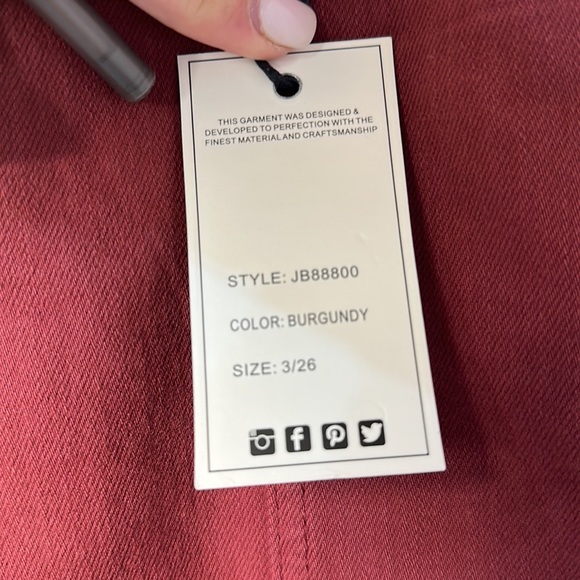 THIS GARMENT WAS DESIGNED &
DEVELOPED TO PERFECTION WITH THE
FINEST MATERIAL AND CRAFTSMANSHIP
STYLE: JB88800
COLOR: BURGUNDY
SIZE: 3/26